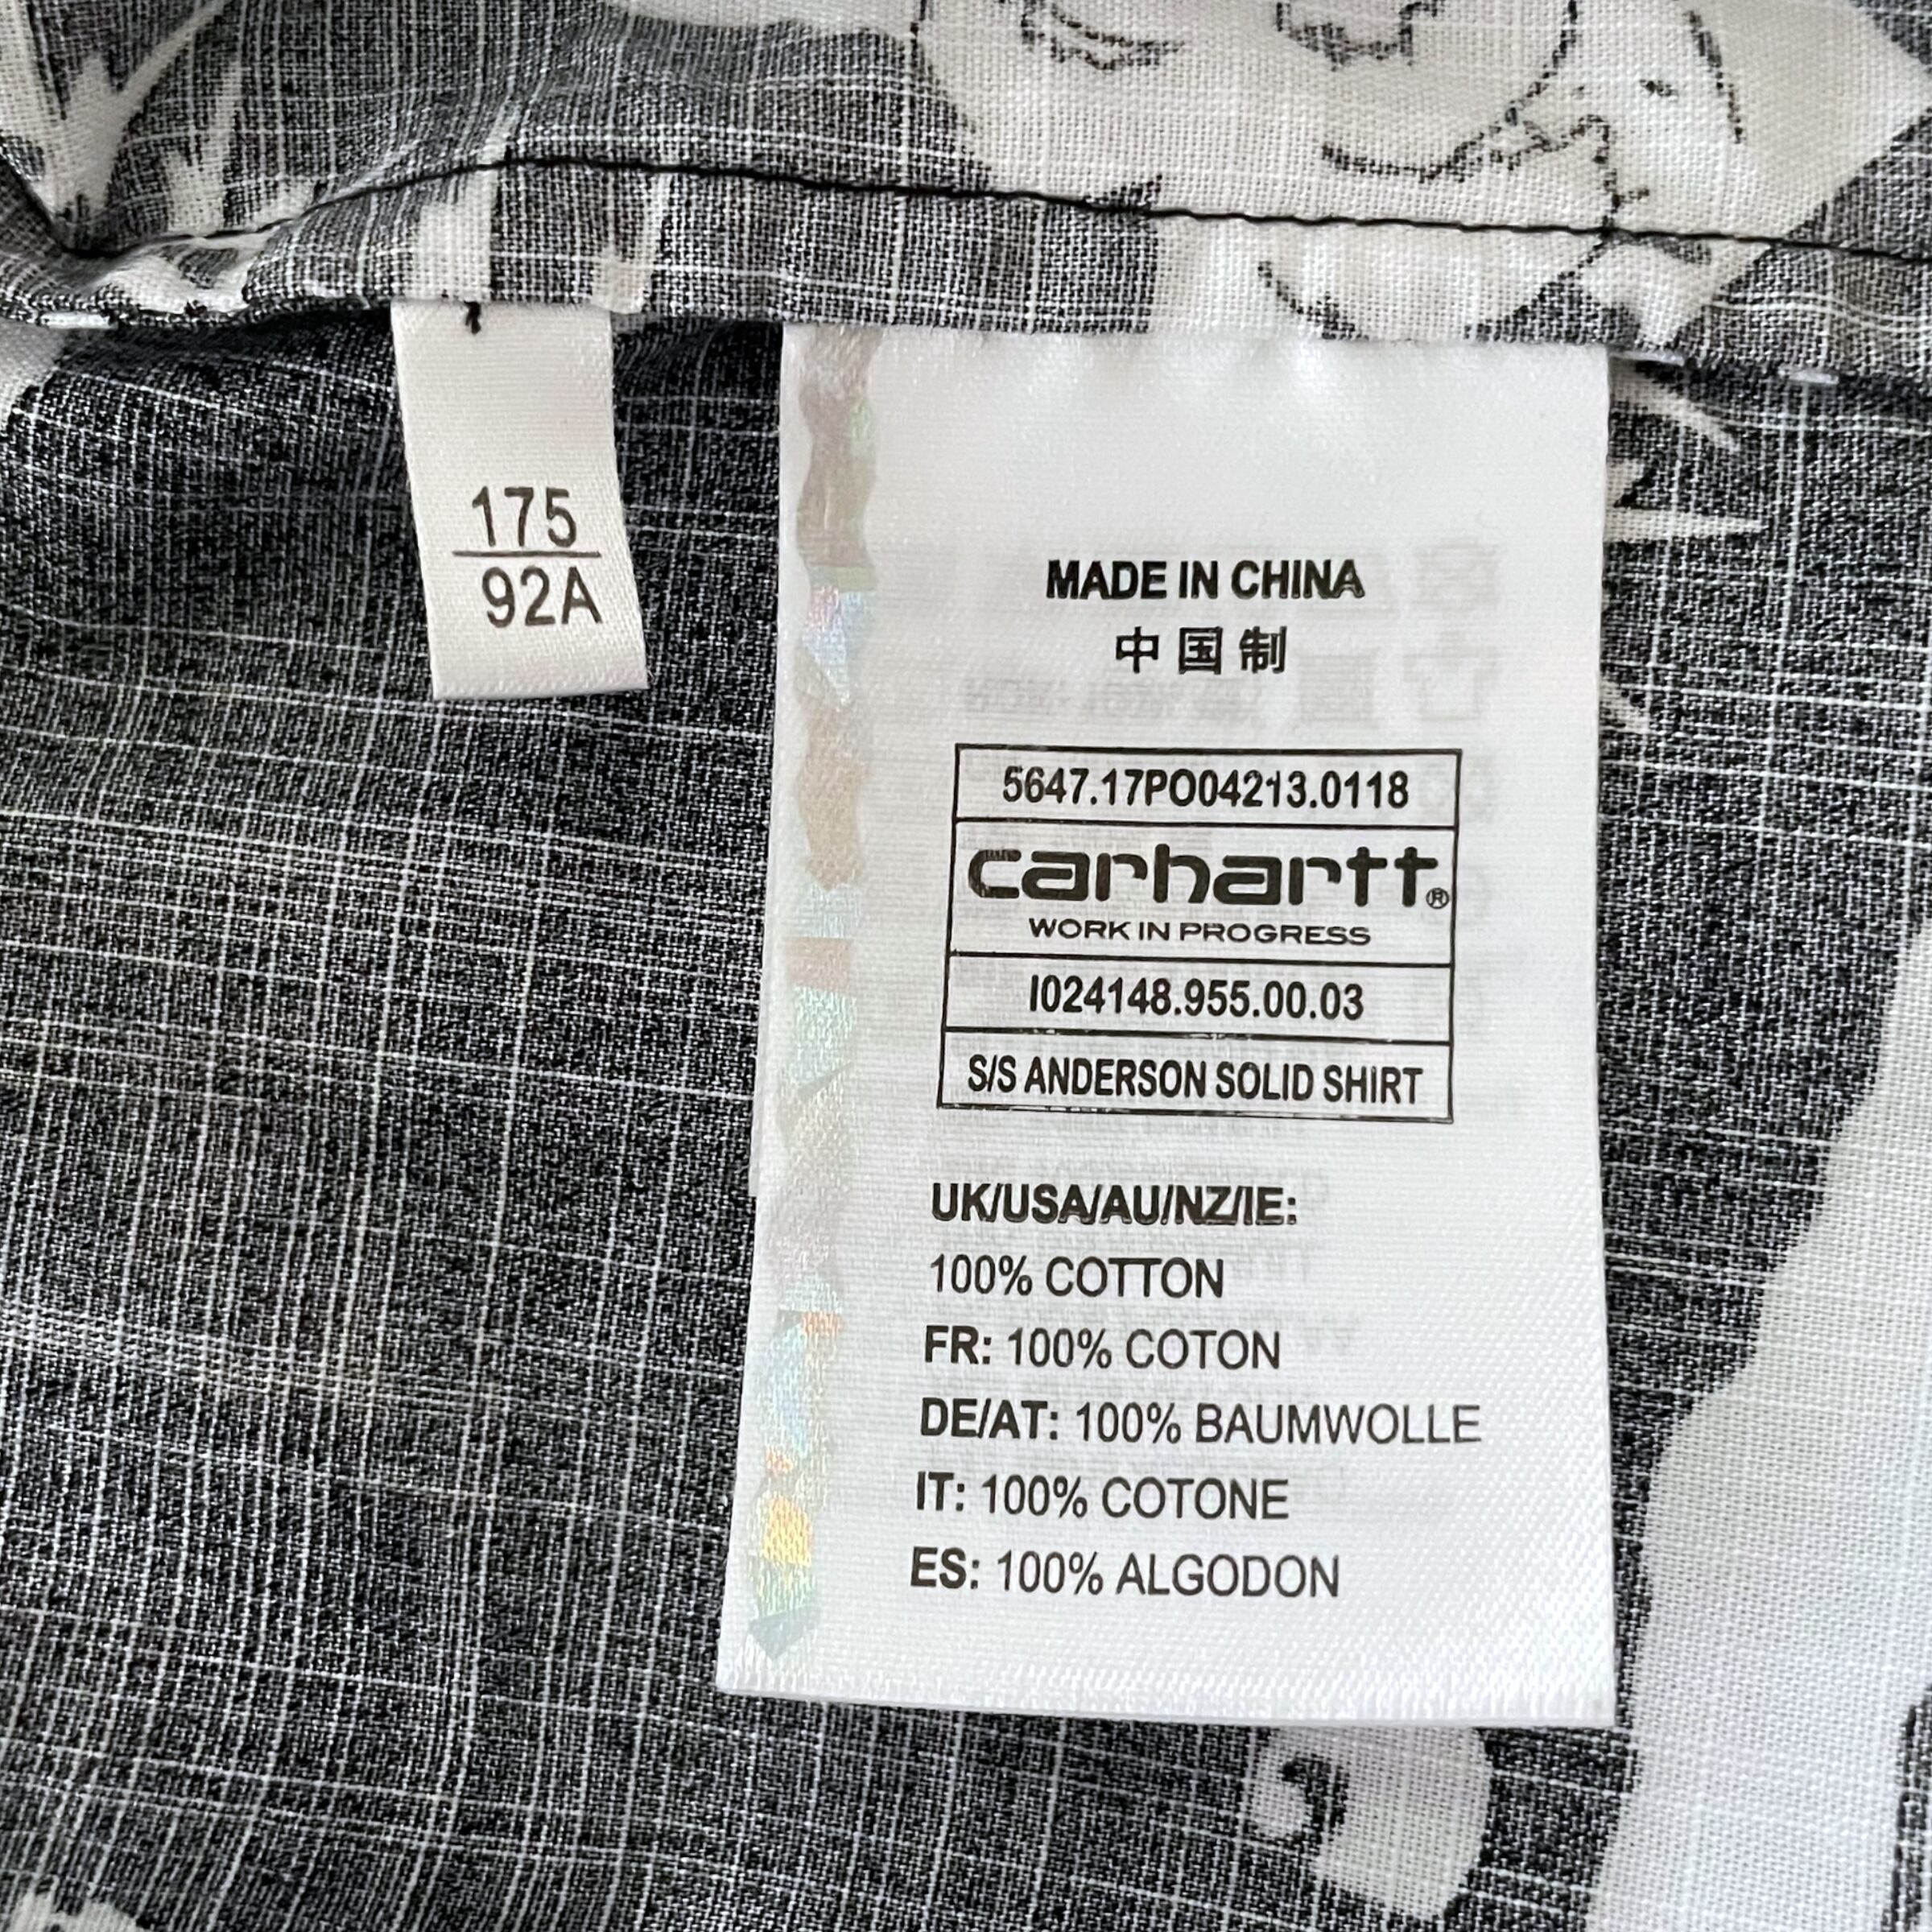 175
92A
MADE IN CHINA
中国制
5647.17PO04213.0118
carhartt®
WORK IN PROGRESS
I024148.955.00.03
S/S ANDERSON SOLID SHIRT
UK/USA/AU/NZ/IE:
100% COTTON
FR: 100% COTON
DE/AT: 100% BAUMWOLLE
IT: 100% COTONE
ES: 100% ALGODON